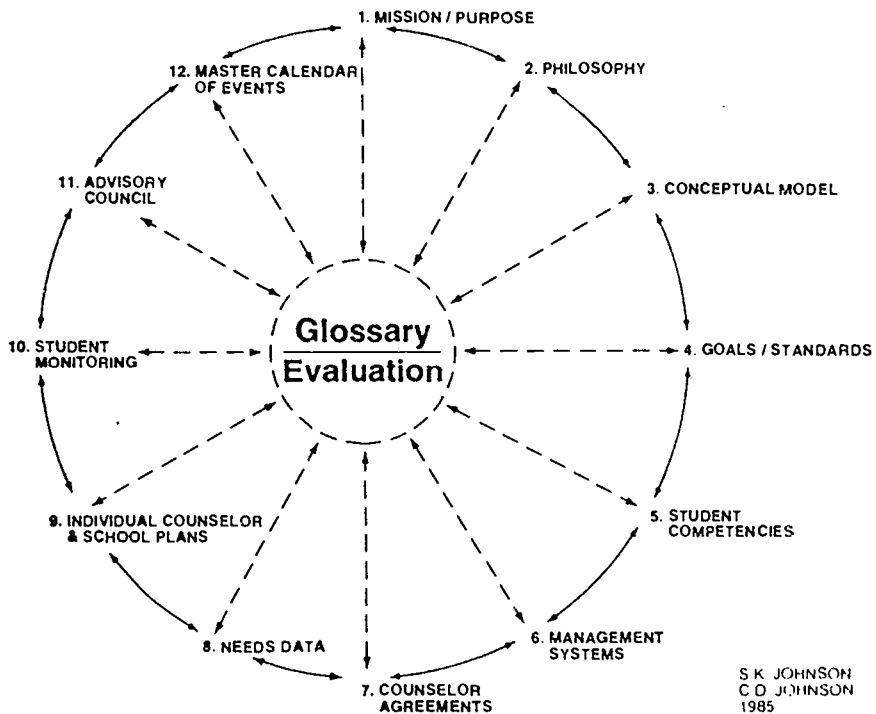 1. MISSION / PURPOSE
2. PHILOSOPHY
3. CONCEPTUAL MODEL
4. GOALS / STANDARDS
5. STUDENT
COMPETENCIES
6. MANAGEMENT
SYSTEMS
7. COUNSELOR
AGREEMENTS
8. NEEDS DATA
9. INDIVIDUAL COUNSELOR
& SCHOOL PLANS
10. STUDENT
MONITORING
11. ADVISORY
COUNCIL
12. MASTER CALENDAR
OF EVENTS
Glossary
Evaluation
S K JOHNSON
C D JOHNSON
1985